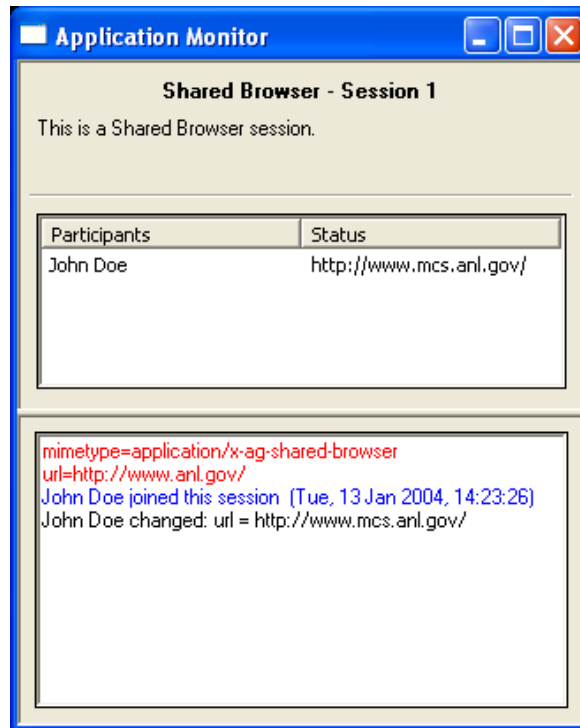 Application Monitor
Shared Browser - Session 1
This is a Shared Browser session.
Participants Status
John Doe http://www.mcs.anl.gov/
mimetype=application/x-ag-shared-browser
url=http://www.anl.gov/
John Doe joined this session (Tue, 13 Jan 2004, 14:23:26)
John Doe changed: url = http://www.mcs.anl.gov/